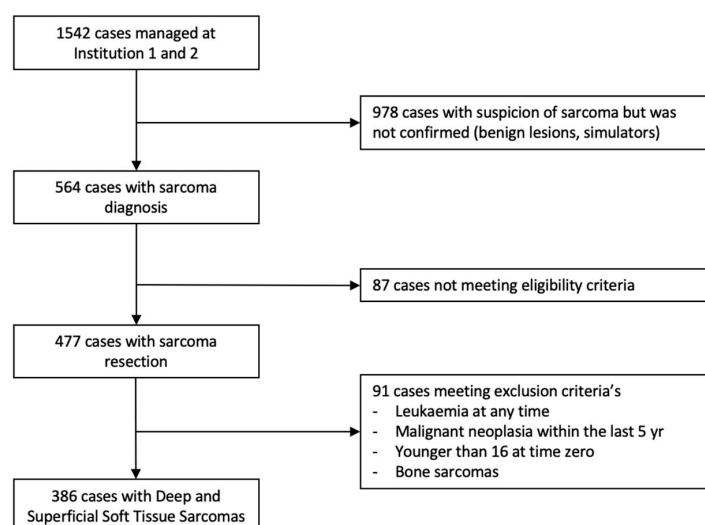 1542 cases managed at
Institution 1 and 2
978 cases with suspicion of sarcoma but was
not confirmed (benign lesions, simulators)
564 cases with sarcoma
diagnosis
87 cases not meeting eligibility criteria
477 cases with sarcoma
resection
91 cases meeting exclusion criteria's
- Leukaemia at any time
- Malignant neoplasia within the last 5 yr
- Younger than 16 at time zero
- Bone sarcomas
386 cases with Deep and
Superficial Soft Tissue Sarcomas